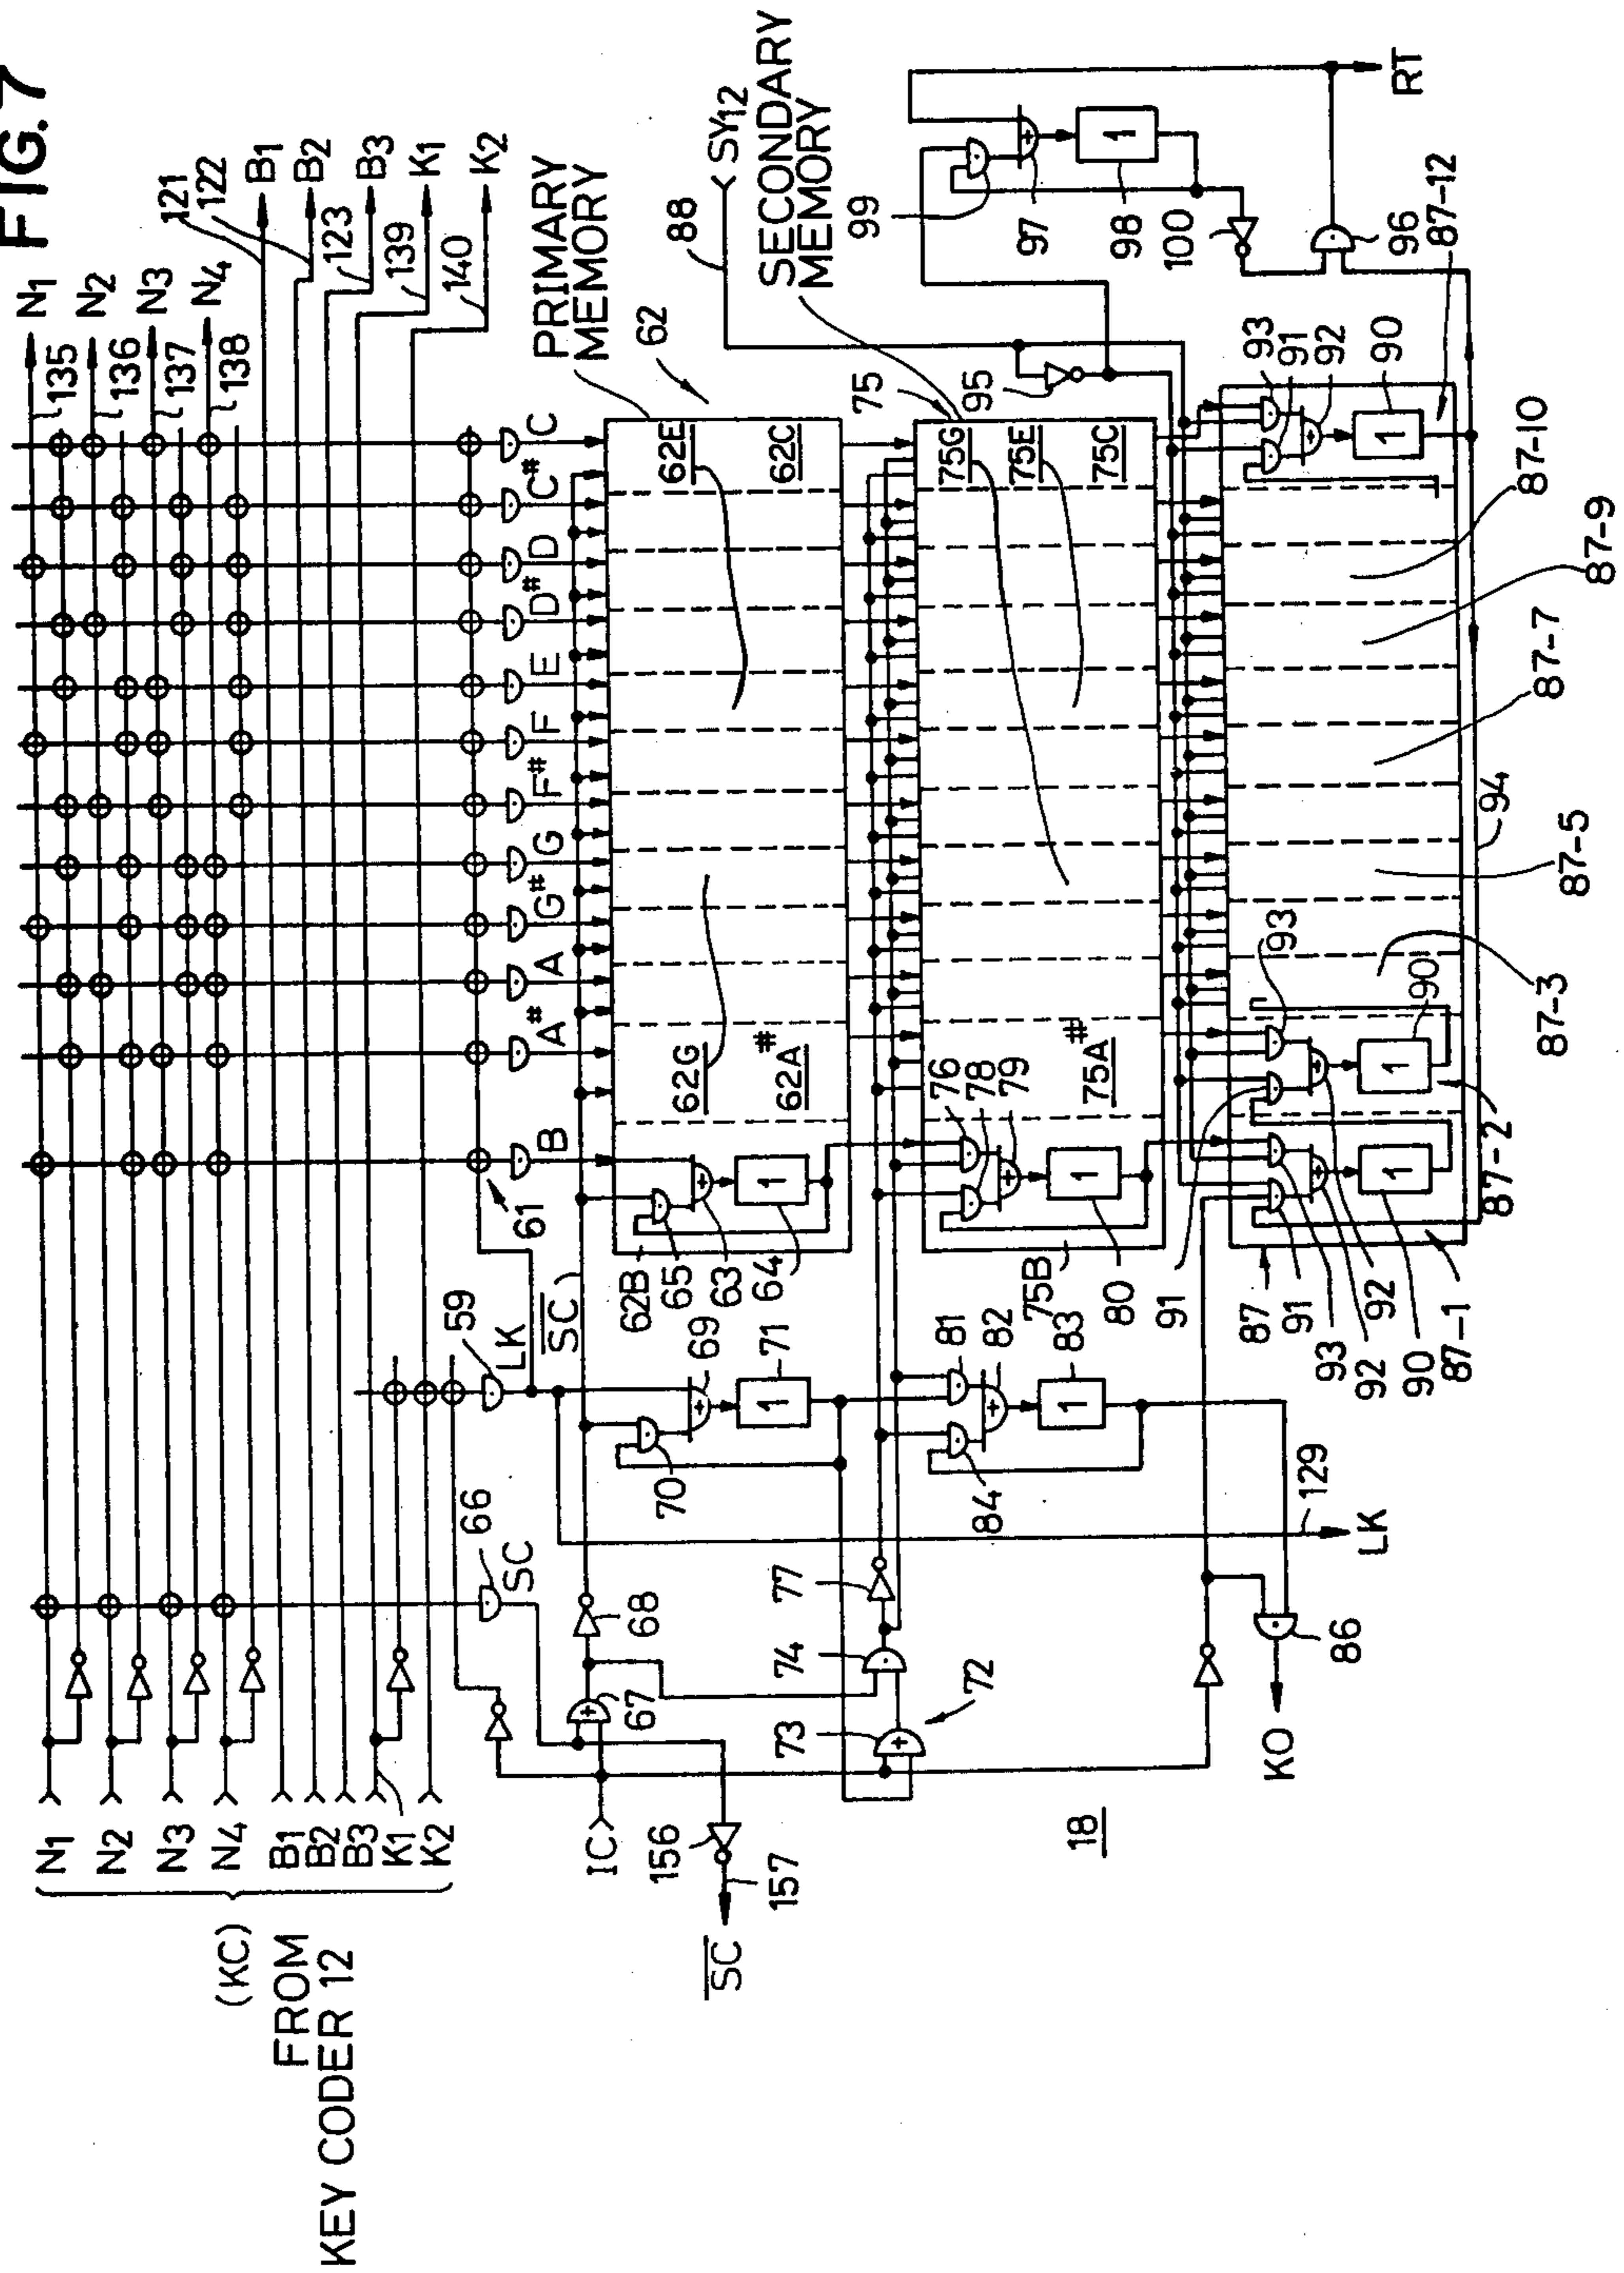 FIG. 7
N1
N2
N3
N4
B1
B2
B3
K1
K2
(KC)
FROM
KEY CODER 12
N1
N2
N3
N4
B1
B2
B3
K1
K2
135
136
137
138
121
122
123
139
140
66
SC
59
LK
61
B
A#
A
G#
G
F#
F
E
D#
D
C#
C
PRIMARY
MEMORY
62
IC
67
68
SC
156
157
SC
70
69
71
62B
65
63
64
62G
62A#
62E
62C
88
SY12
SECONDARY
MEMORY
72
73
74
77
81
82
83
84
75B
80
76
78
79
75A#
75G
75E
75C
75
95
99
97
98
100
96
RT
18
KO
86
129
LK
87
91
93
92
90
87-1
91
92
87-2
93
90
87-3
87-5
87-7
87-9
87-10
94
93
91
92
90
87-12